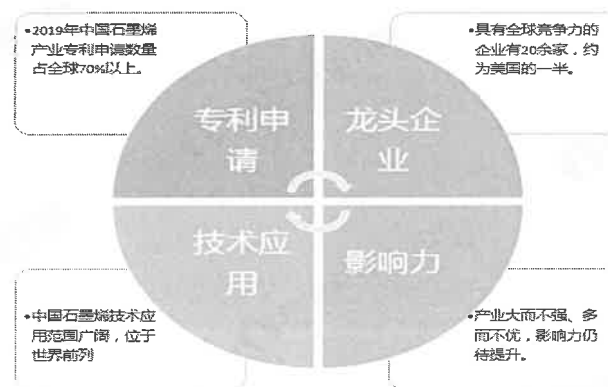 •2019年中国石墨烯
产业专利申请数量
占全球70%以上。
•具有全球竞争力的
企业有20余家，约
为美国的一半。
专利申
请
龙头企
业
技术应
用
影响力
•中国石墨烯技术应
用范围广阔，位于
世界前列
•产业大而不强、多
而不优，影响力仍
待提升。